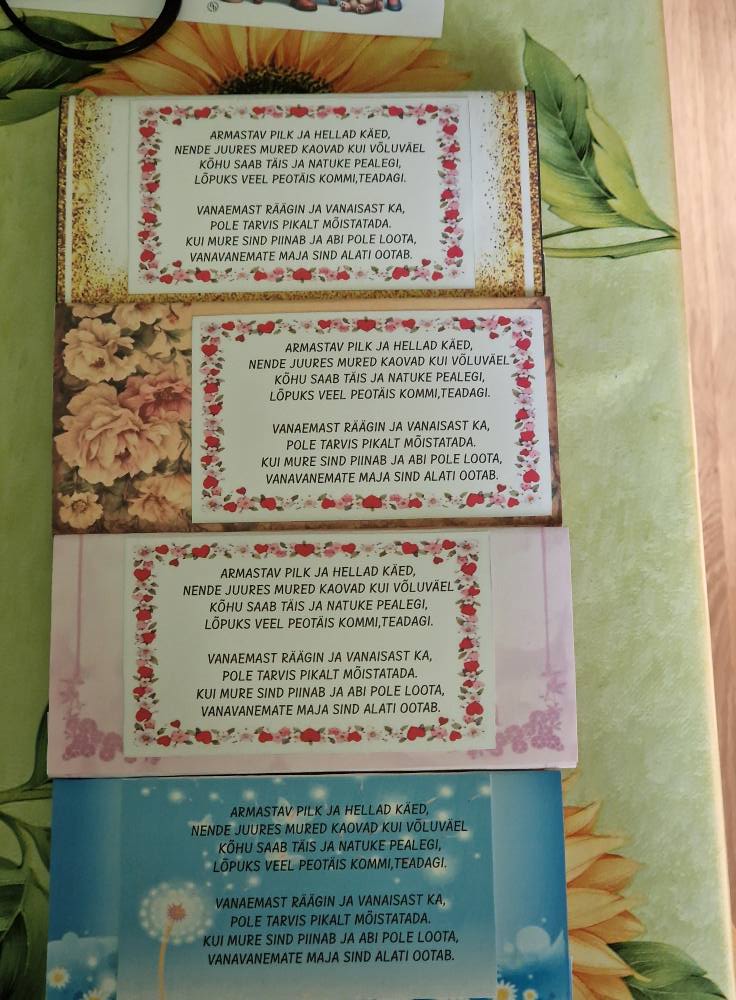 ARMASTAV PILK JA HELLAD KÄED,
NENDE JUURES MURED KAOVAD KUI VÕLUVÄEL
KÕHU SAAB TÄIS JA NATUKE PEALEGI,
LÕPUKS VEEL PEOTÄIS KOMMI,TEADAGI.
VANAEMAST RÄÄGIN JA VANAISAST KA,
POLE TARVIS PIKALT MÕISTATADA.
KUI MURE SIND PIINAB JA ABI POLE LOOTA,
VANAVANEMATE MAJA SIND ALATI OOTAB.
ARMASTAV PILK JA HELLAD KÄED,
NENDE JUURES MURED KAOVAD KUI VÕLUVÄEL
KÕHU SAAB TÄIS JA NATUKE PEALEGI,
LÕPUKS VEEL PEOTÄIS KOMMI,TEADAGI.
VANAEMAST RÄÄGIN JA VANAISAST KA,
POLE TARVIS PIKALT MÕISTATADA.
KUI MURE SIND PIINAB JA ABI POLE LOOTA,
VANAVANEMATE MAJA SIND ALATI OOTAB.
ARMASTAV PILK JA HELLAD KÄED,
NENDE JUURES MURED KAOVAD KUI VÕLUVÄEL
KÕHU SAAB TÄIS JA NATUKE PEALEGI,
LÕPUKS VEEL PEOTÄIS KOMMI,TEADAGI.
VANAEMAST RÄÄGIN JA VANAISAST KA,
POLE TARVIS PIKALT MÕISTATADA.
KUI MURE SIND PIINAB JA ABI POLE LOOTA,
VANAVANEMATE MAJA SIND ALATI OOTAB.
ARMASTAV PILK JA HELLAD KÄED,
NENDE JUURES MURED KAOVAD KUI VÕLUVÄEL
KÕHU SAAB TÄIS JA NATUKE PEALEGI,
LÕPUKS VEEL PEOTÄIS KOMMI,TEADAGI.
VANAEMAST RÄÄGIN JA VANAISAST KA,
POLE TARVIS PIKALT MÕISTATADA.
KUI MURE SIND PIINAB JA ABI POLE LOOTA,
VANAVANEMATE MAJA SIND ALATI OOTAB.